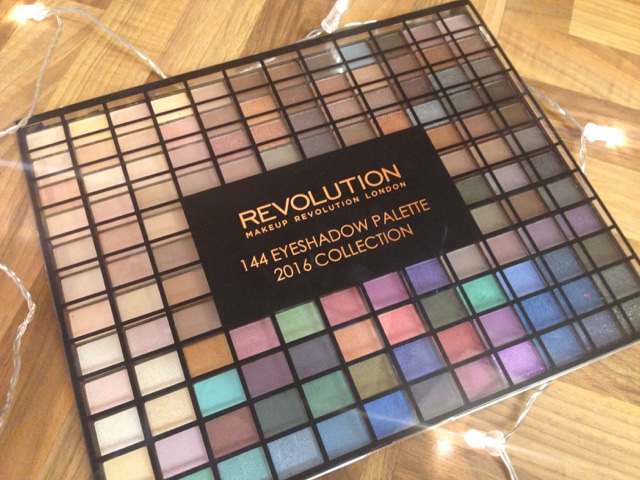 REVOLUTION
MAKEUP REVOLUTION LONDON
144 EYESHADOW PALETTE
2016 COLLECTION